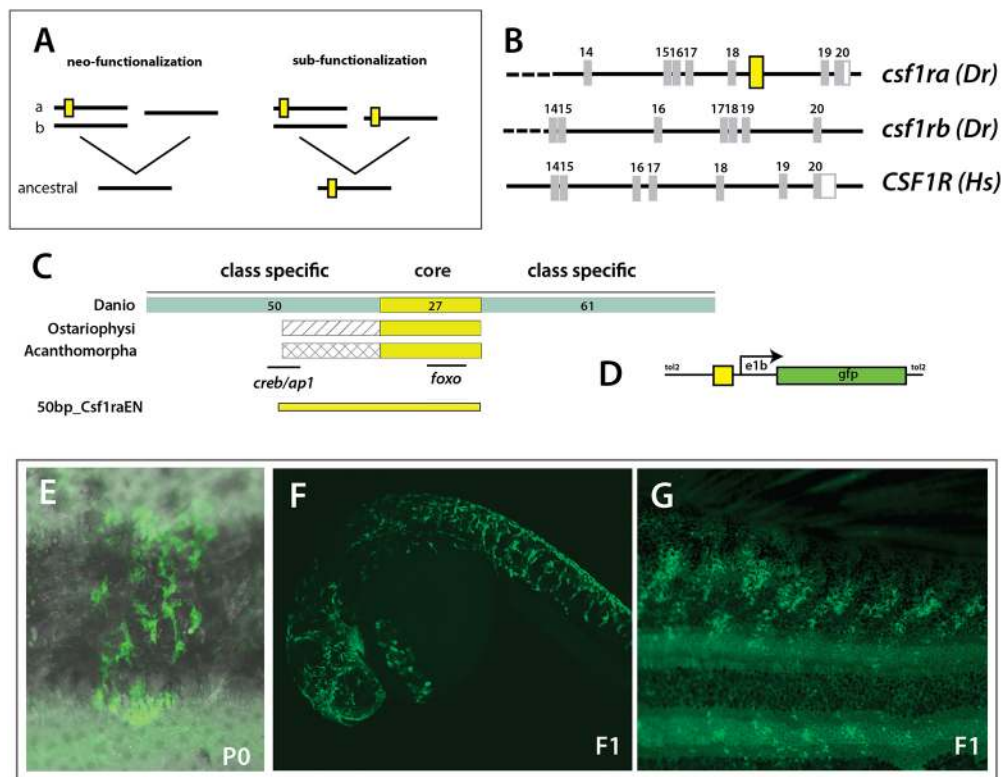 A
neo-functionalization
sub-functionalization
a
b
ancestral
B
14 15 16 17 18 19 20
csf1ra (Dr)
14 15 16 17 18 19 20
csf1rb (Dr)
14 15 16 17 18 19 20
CSF1R (Hs)
C
class specific core class specific
Danio 50 27 61
Ostariophysi
Acanthomorpha
creb/ap1 foxo
50bp_Csf1raEN
D
tol2 e1b gfp tol2
E
P0
F
F1
G
F1